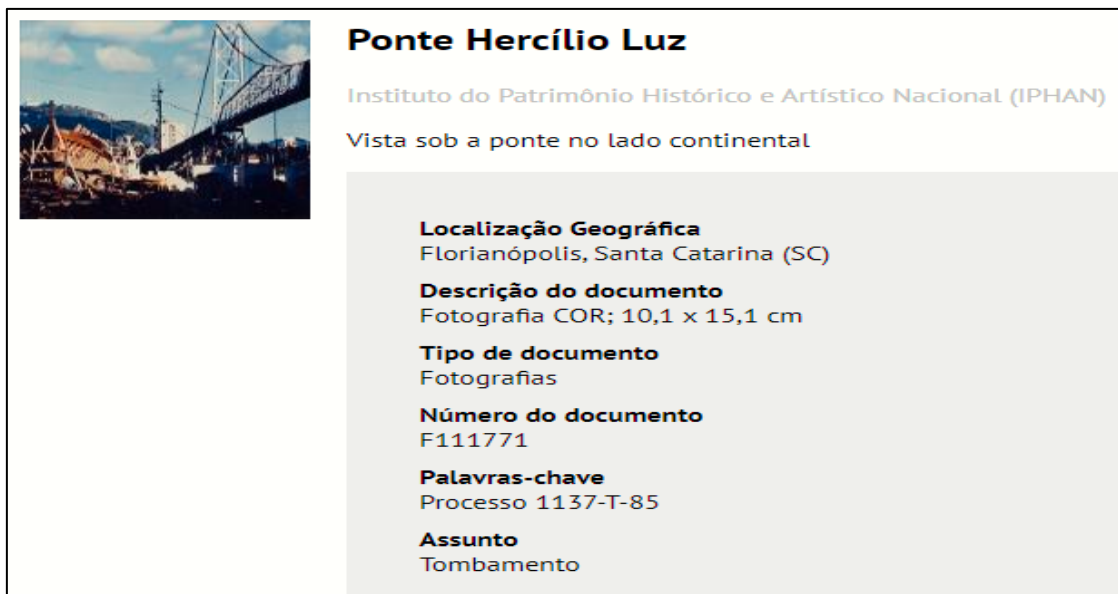 Ponte Hercílio Luz
Instituto do Patrimônio Histórico e Artístico Nacional (IPHAN)
Vista sob a ponte no lado continental
Localização Geográfica
Florianópolis, Santa Catarina (SC)
Descrição do documento
Fotografia COR; 10,1 x 15,1 cm
Tipo de documento
Fotografias
Número do documento
F111771
Palavras-chave
Processo 1137-T-85
Assunto
Tombamento